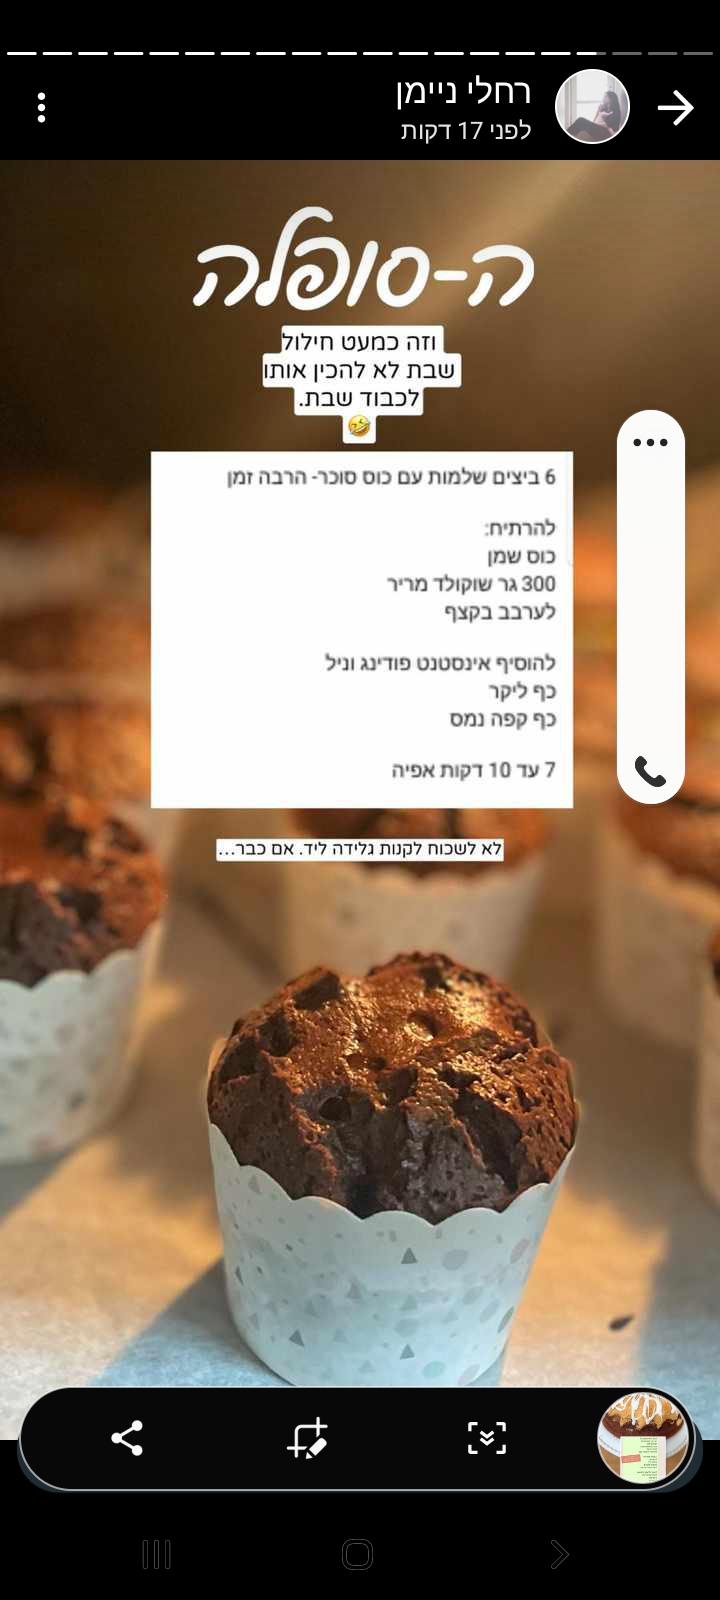 רחלי ניימן
לפני 17 דקות
ה-סופלה
וזה כמעט חילול
שבת לא להכין אותו
לכבוד שבת.
🤣
6 ביצים שלמות עם כוס סוכר- הרבה זמן
להרתיח:
כוס שמן
300 גר שוקולד מריר
לערבב בקצף
להוסיף אינסטנט פודינג וניל
כף ליקר
כף קפה נמס
7 עד 10 דקות אפיה
לא לשכוח לקנות גלידה ליד. אם כבר...